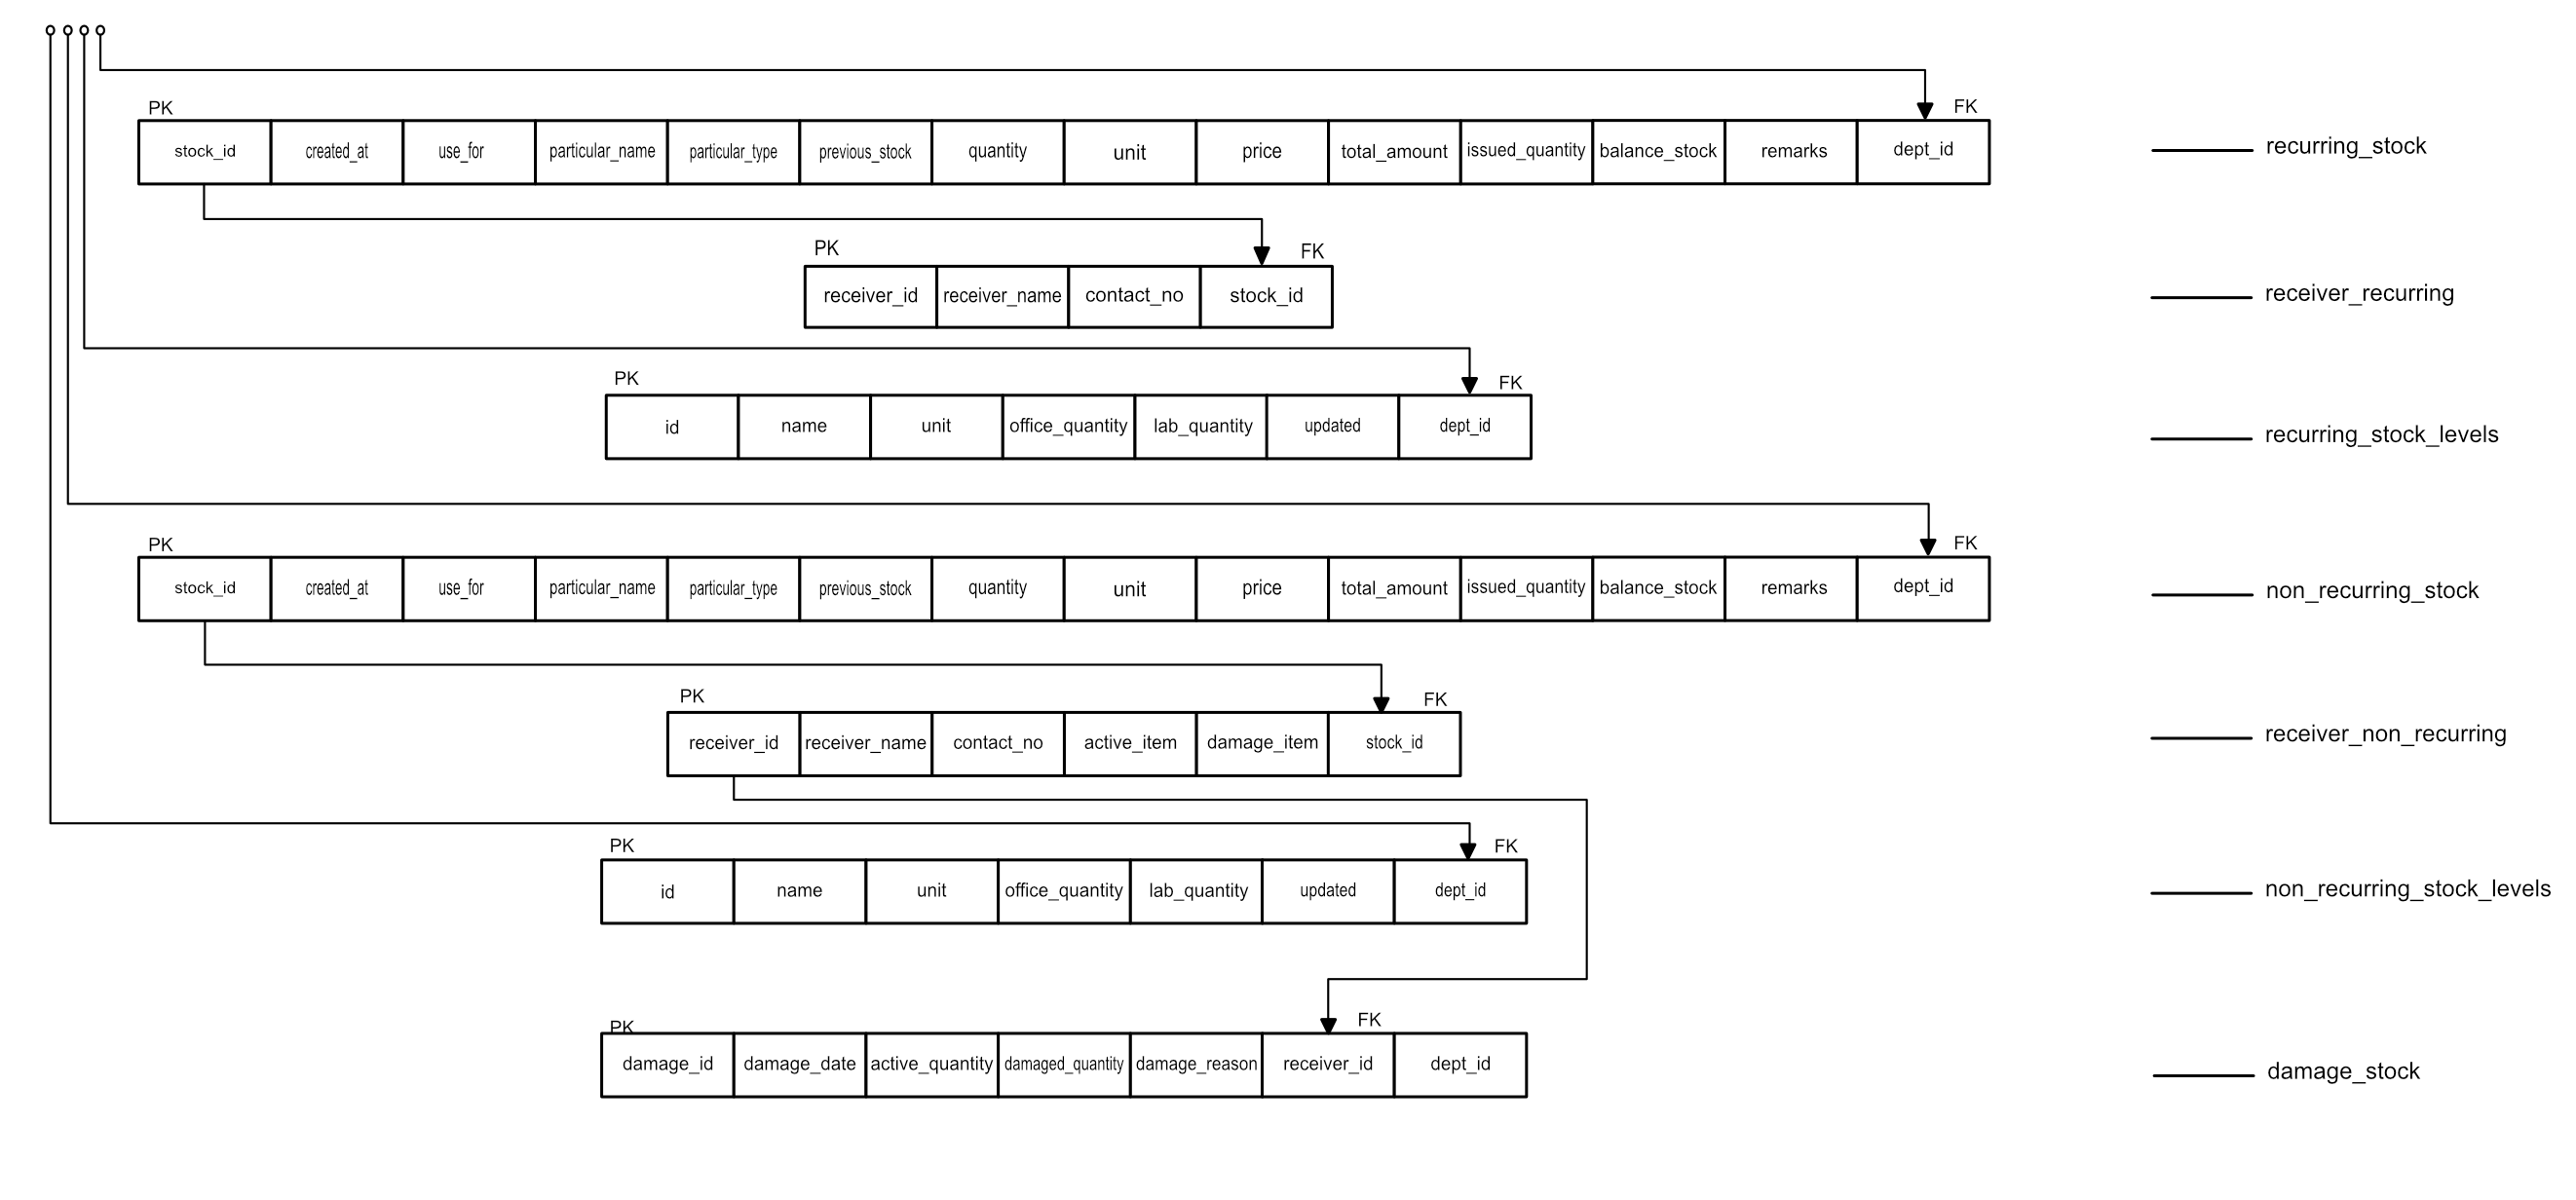 PK FK
stock_id created_at use_for particular_name particular_type previous_stock quantity unit price total_amount issued_quantity balance_stock remarks dept_id recurring_stock
PK FK
receiver_id receiver_name contact_no stock_id receiver_recurring
PK FK
id name unit office_quantity lab_quantity updated dept_id recurring_stock_levels
PK FK
stock_id created_at use_for particular_name particular_type previous_stock quantity unit price total_amount issued_quantity balance_stock remarks dept_id non_recurring_stock
PK FK
receiver_id receiver_name contact_no active_item damage_item stock_id receiver_non_recurring
PK FK
id name unit office_quantity lab_quantity updated dept_id non_recurring_stock_levels
PK FK
damage_id damage_date active_quantity damaged_quantity damage_reason receiver_id dept_id damage_stock